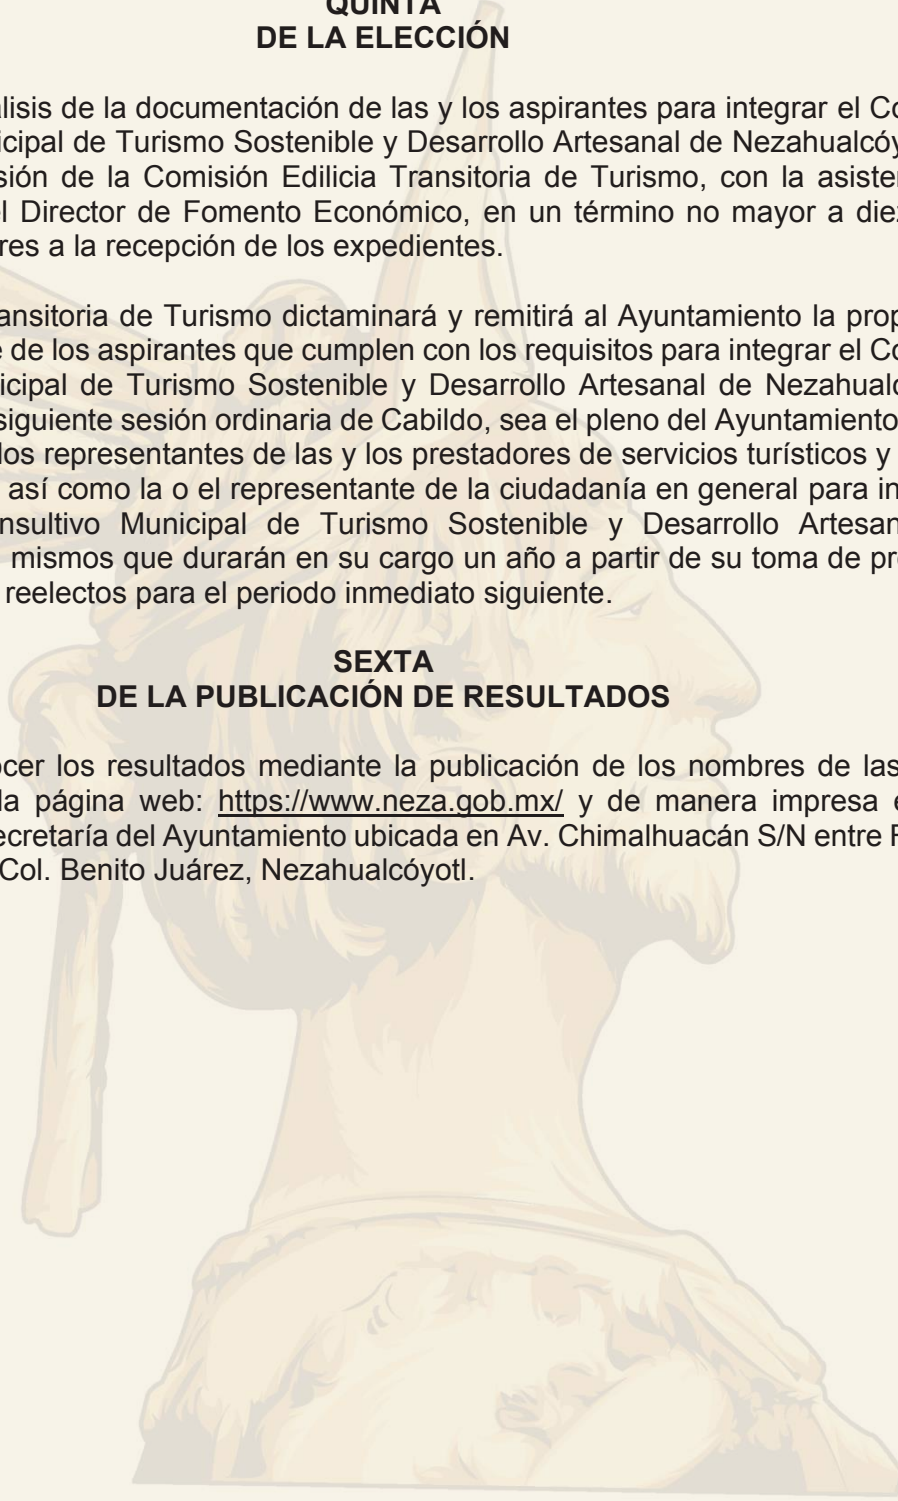 QUINTA
DE LA ELECCIÓN
álisis de la documentación de las y los aspirantes para integrar el Co
icipal de Turismo Sostenible y Desarrollo Artesanal de Nezahualcóy
sión de la Comisión Edilicia Transitoria de Turismo, con la asisten
el Director de Fomento Económico, en un término no mayor a diez
res a la recepción de los expedientes.
ransitoria de Turismo dictaminará y remitirá al Ayuntamiento la prop
e de los aspirantes que cumplen con los requisitos para integrar el Co
icipal de Turismo Sostenible y Desarrollo Artesanal de Nezahualc
siguiente sesión ordinaria de Cabildo, sea el pleno del Ayuntamiento
los representantes de las y los prestadores de servicios turísticos y
así como la o el representante de la ciudadanía en general para in
nsultivo Municipal de Turismo Sostenible y Desarrollo Artesan
mismos que durarán en su cargo un año a partir de su toma de pro
reelectos para el periodo inmediato siguiente.
SEXTA
DE LA PUBLICACIÓN DE RESULTADOS
ocer los resultados mediante la publicación de los nombres de las
la página web: https://www.neza.gob.mx/ y de manera impresa e
ecretaría del Ayuntamiento ubicada en Av. Chimalhuacán S/N entre
Col. Benito Juárez, Nezahualcóyotl.